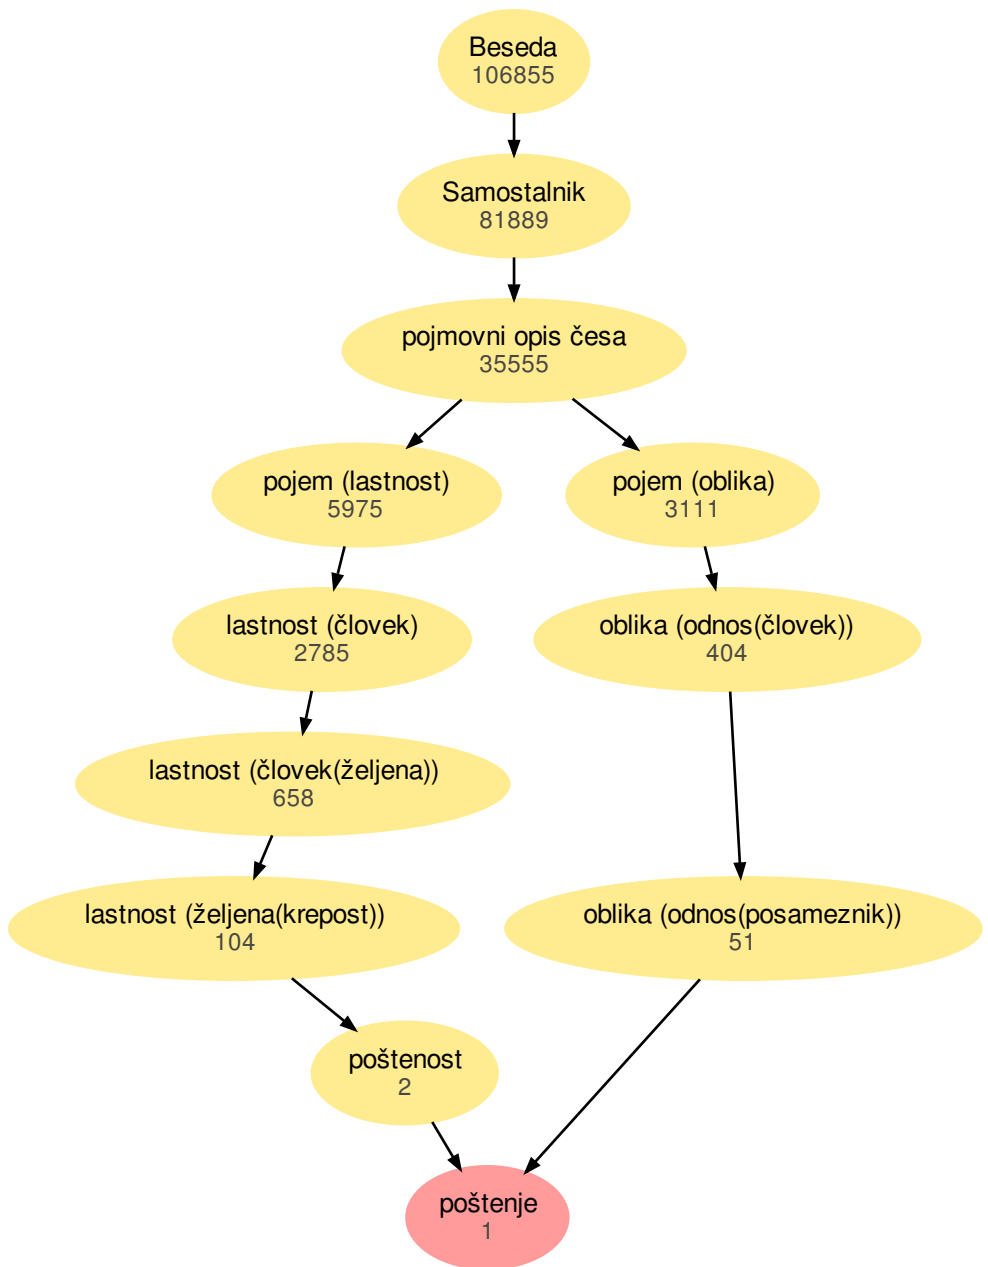 Beseda
106855
Samostalnik
81889
pojmovni opis česa
35555
pojem (lastnost)
5975
pojem (oblika)
3111
lastnost (človek)
2785
oblika (odnos(človek))
404
lastnost (človek(željena))
658
lastnost (željena(krepost))
104
oblika (odnos(posameznik))
51
poštenost
2
poštenje
1